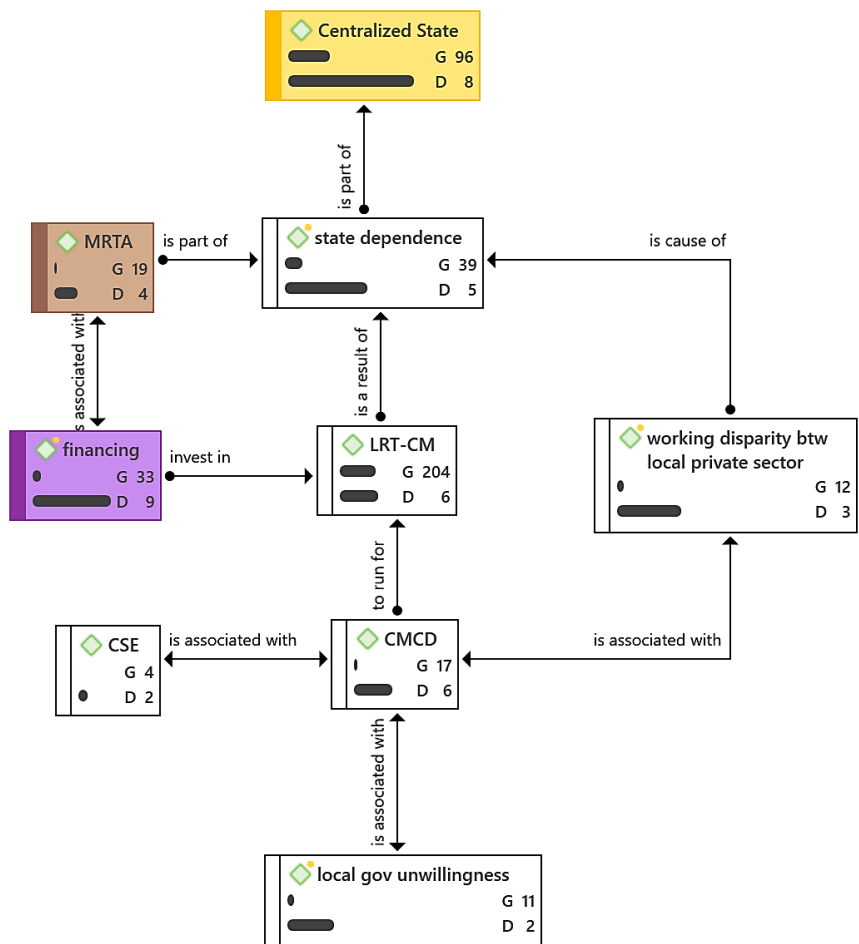 Centralized State
G 96
D 8
is part of
MRTA
G 19
D 4
is part of
state dependence
G 39
D 5
is cause of
s associated with
is a result of
financing
G 33
D 9
invest in
LRT-CM
G 204
D 6
working disparity btw
local private sector
G 12
D 3
to run for
CSE
G 4
D 2
is associated with
CMCD
G 17
D 6
is associated with
is associated with
local gov unwillingness
G 11
D 2